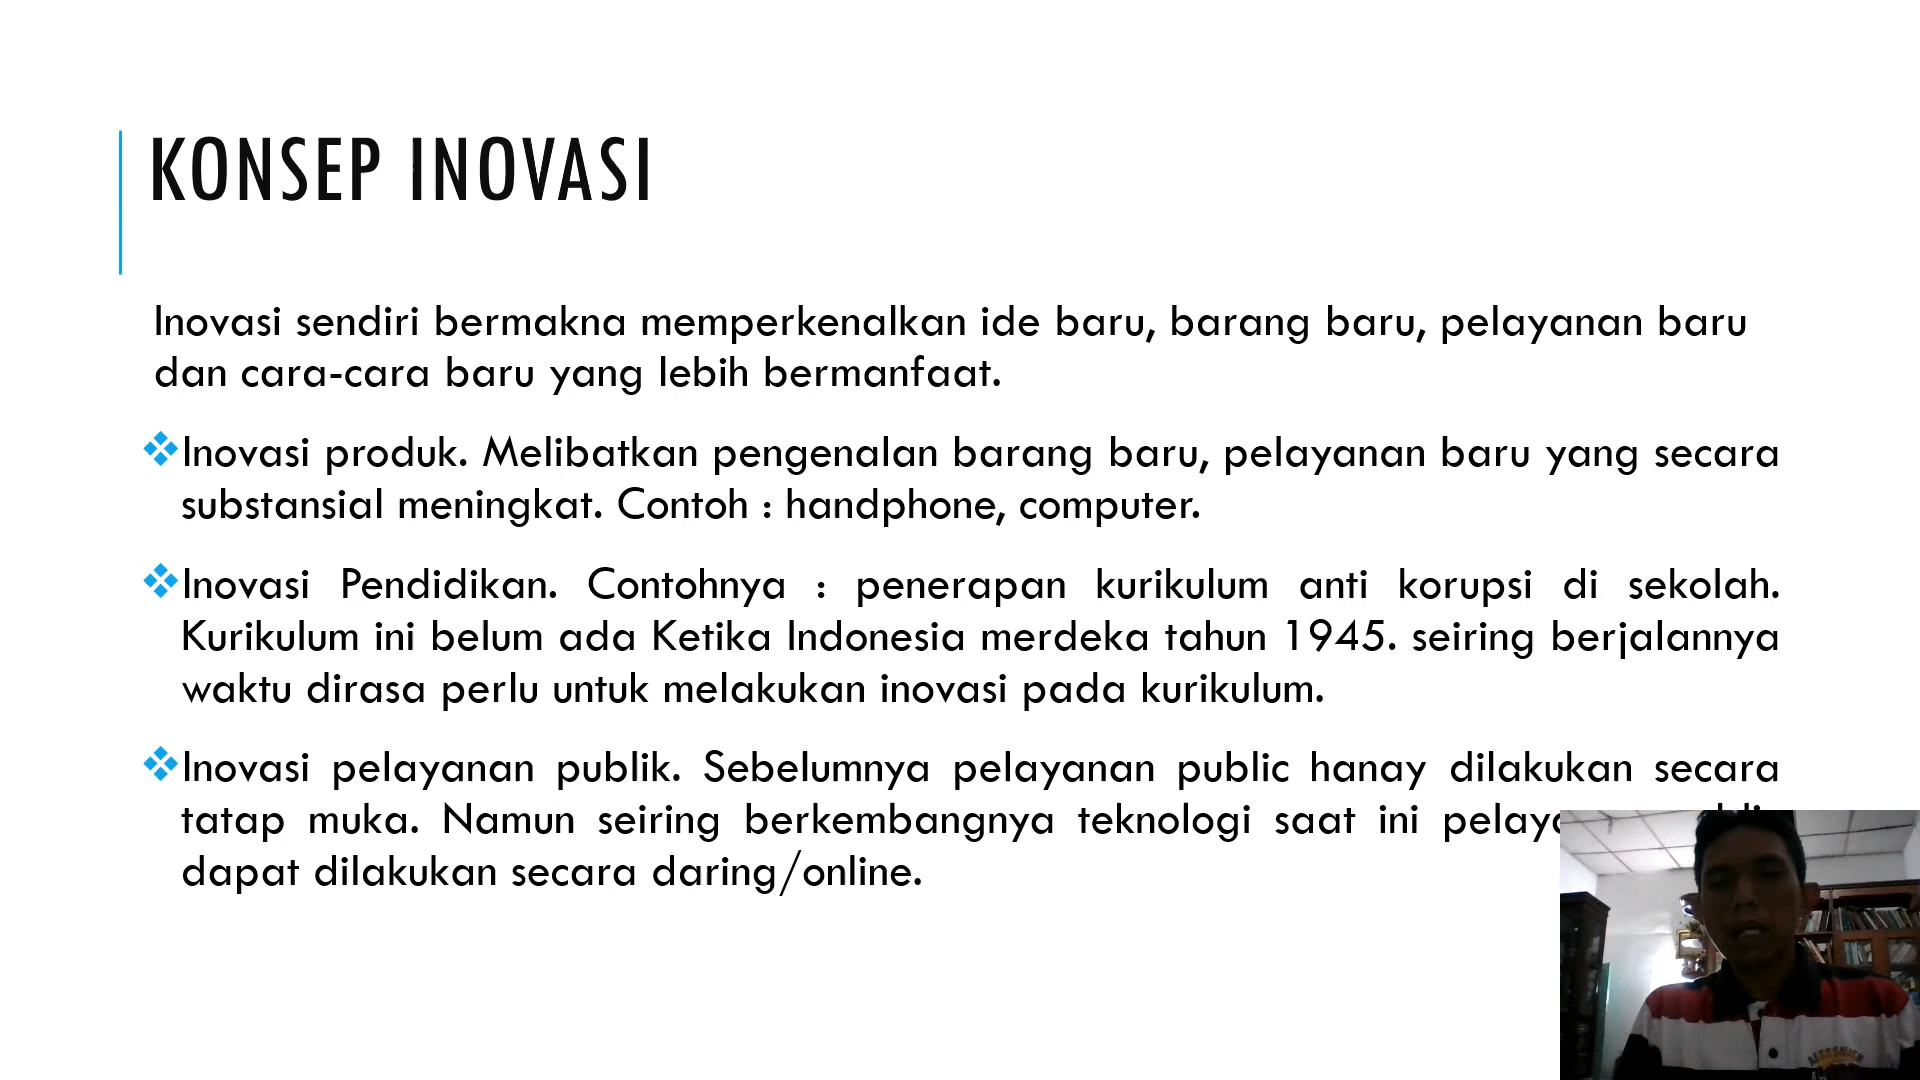 KONSEP INOVASI
Inovasi sendiri bermakna memperkenalkan ide baru, barang baru, pelayanan baru
dan cara-cara baru yang lebih bermanfaat.
❖Inovasi produk. Melibatkan pengenalan barang baru, pelayanan baru yang secara
substansial meningkat. Contoh : handphone, computer.
❖Inovasi Pendidikan. Contohnya : penerapan kurikulum anti korupsi di sekolah.
Kurikulum ini belum ada Ketika Indonesia merdeka tahun 1945. seiring berjalannya
waktu dirasa perlu untuk melakukan inovasi pada kurikulum.
❖Inovasi pelayanan publik. Sebelumnya pelayanan public hanay dilakukan secara
tatap muka. Namun seiring berkembangnya teknologi saat ini
dapat dilakukan secara daring/online.